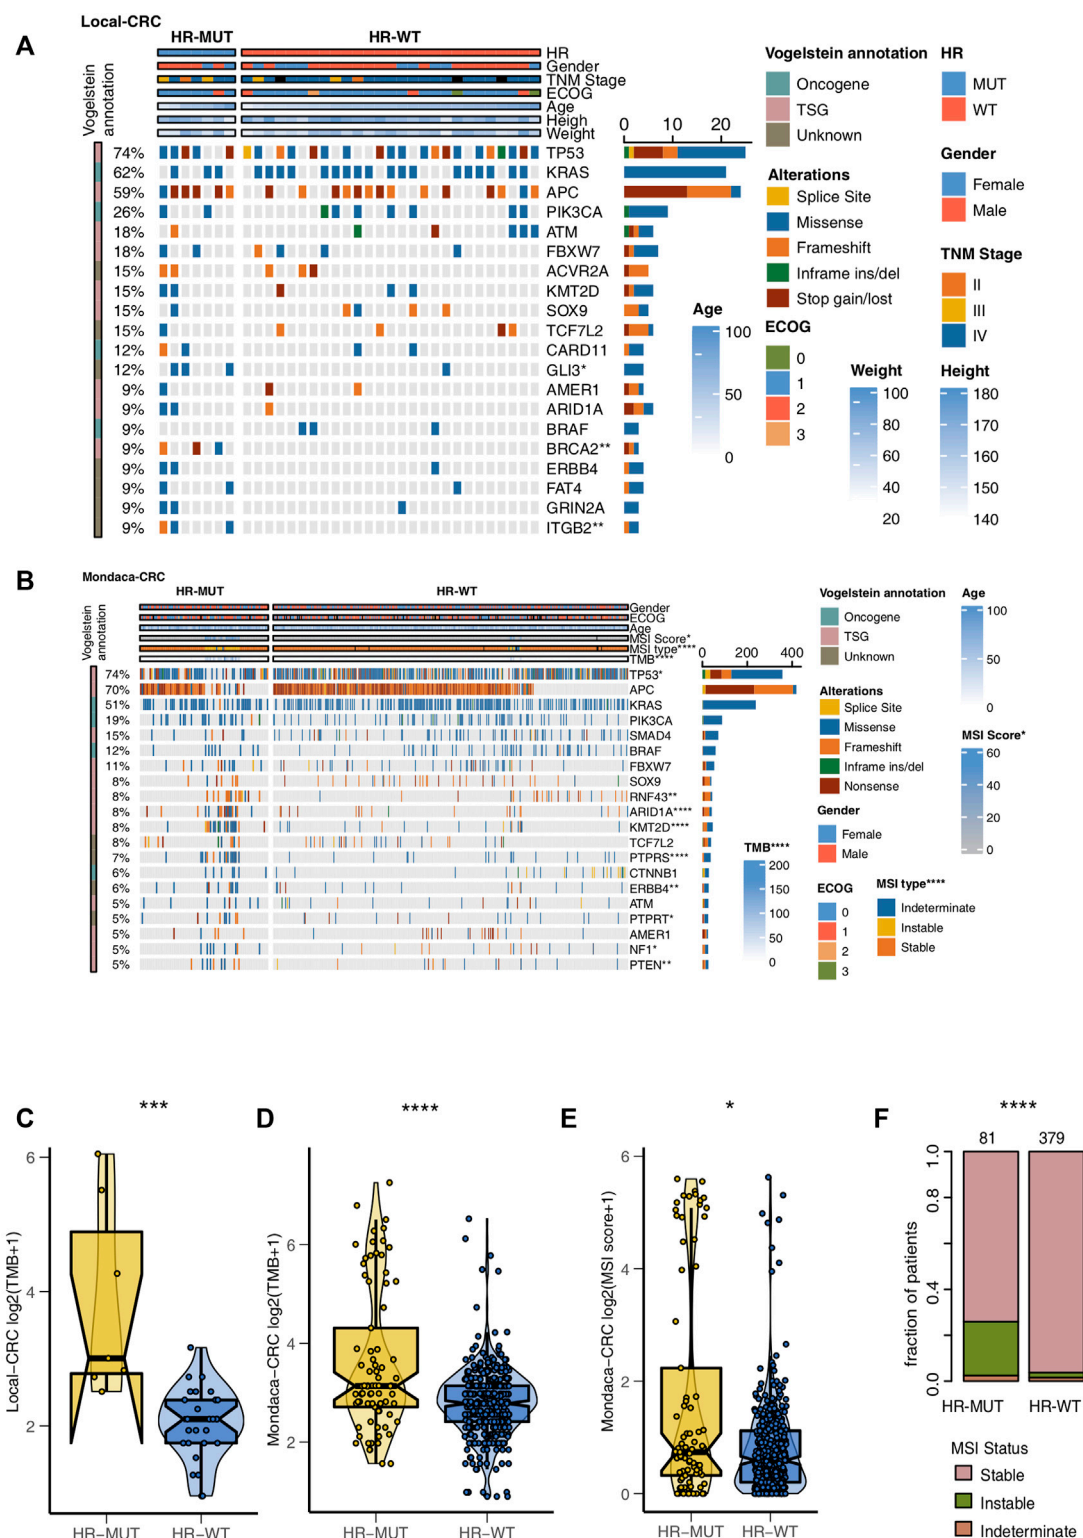 Local-CRC
A
HR-MUT
HR-WT
Vogelstein annotation
HR
Gender
TNM Stage
ECOG
Age
Heigh
Weight
0 10 20
74% TP53
62% KRAS
59% APC
26% PIK3CA
18% ATM
18% FBXW7
15% ACVR2A
15% KMT2D
15% SOX9
15% TCF7L2
12% CARD11
12% GLI3*
9% AMER1
9% ARID1A
9% BRAF
9% BRCA2**
9% ERBB4
9% FAT4
9% GRIN2A
9% ITGB2**
Vogelstein annotation
Oncogene
TSG
Unknown
HR
MUT
WT
Alterations
Splice Site
Missense
Frameshift
Inframe ins/del
Stop gain/lost
Gender
Female
Male
TNM Stage
II
III
IV
Age
100
50
0
ECOG
0
1
2
3
Weight
100
80
60
40
20
Height
180
170
160
150
140
B
Mondaca-CRC
HR-MUT
HR-WT
Vogelstein annotation
Gender
ECOG
Age
MSI Score*
MSI type****
TMB****
0 200 400
74% TP53*
70% APC
51% KRAS
19% PIK3CA
15% SMAD4
12% BRAF
11% FBXW7
8% SOX9
8% RNF43**
8% ARID1A****
8% KMT2D****
8% TCF7L2
7% PTPRS****
6% CTNNB1
6% ERBB4**
5% ATM
5% PTPRT*
5% AMER1
5% NF1*
5% PTEN**
Vogelstein annotation
Oncogene
TSG
Unknown
Age
100
50
0
Alterations
Splice Site
Missense
Frameshift
Inframe ins/del
Nonsense
MSI Score*
60
40
20
0
Gender
Female
Male
TMB****
200
150
100
50
0
ECOG
0
1
2
3
MSI type****
Indeterminate
Instable
Stable
C
***
Local−CRC log2(TMB+1)
6
4
2
HR−MUT
HR−WT
D
****
Mondaca−CRC log2(TMB+1)
6
4
2
HR−MUT
HR−WT
E
*
Mondaca−CRC log2(MSI score+1)
6
4
2
0
HR−MUT
HR−WT
F
****
81 379
fraction of patients
1.0
0.8
0.4
0.0
HR−MUT
HR−WT
MSI Status
Stable
Instable
Indeterminate